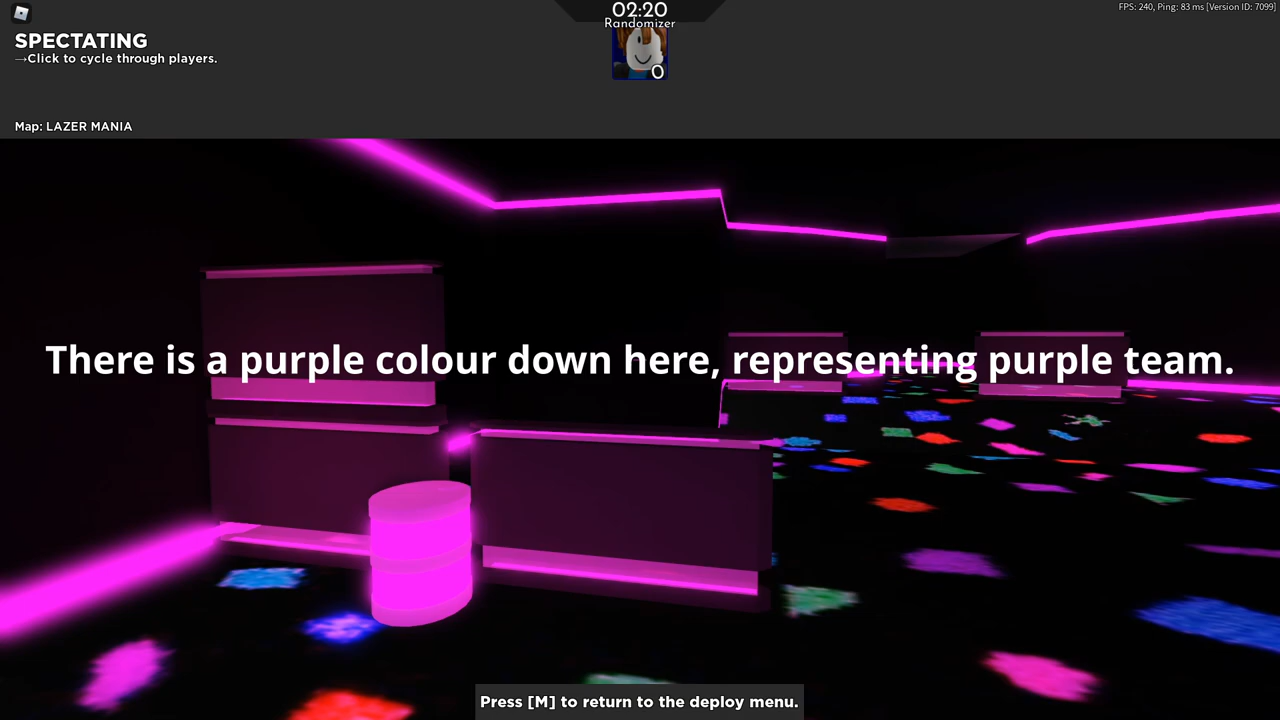 02:20
Randomizer
FPS: 240, Ping: 83 ms [Version ID: 7099]
SPECTATING
→Click to cycle through players.
0
Map: LAZER MANIA
There is a purple colour down here, representing purple team.
Press [M] to return to the deploy menu.